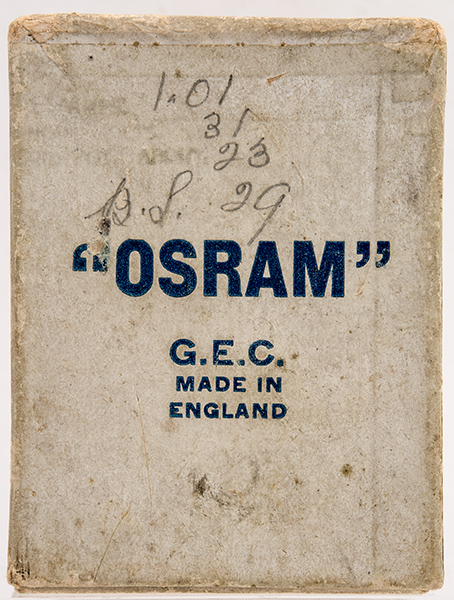 1.01
31
23
B.S. 29
"OSRAM"
G.E.C.
MADE IN
ENGLAND